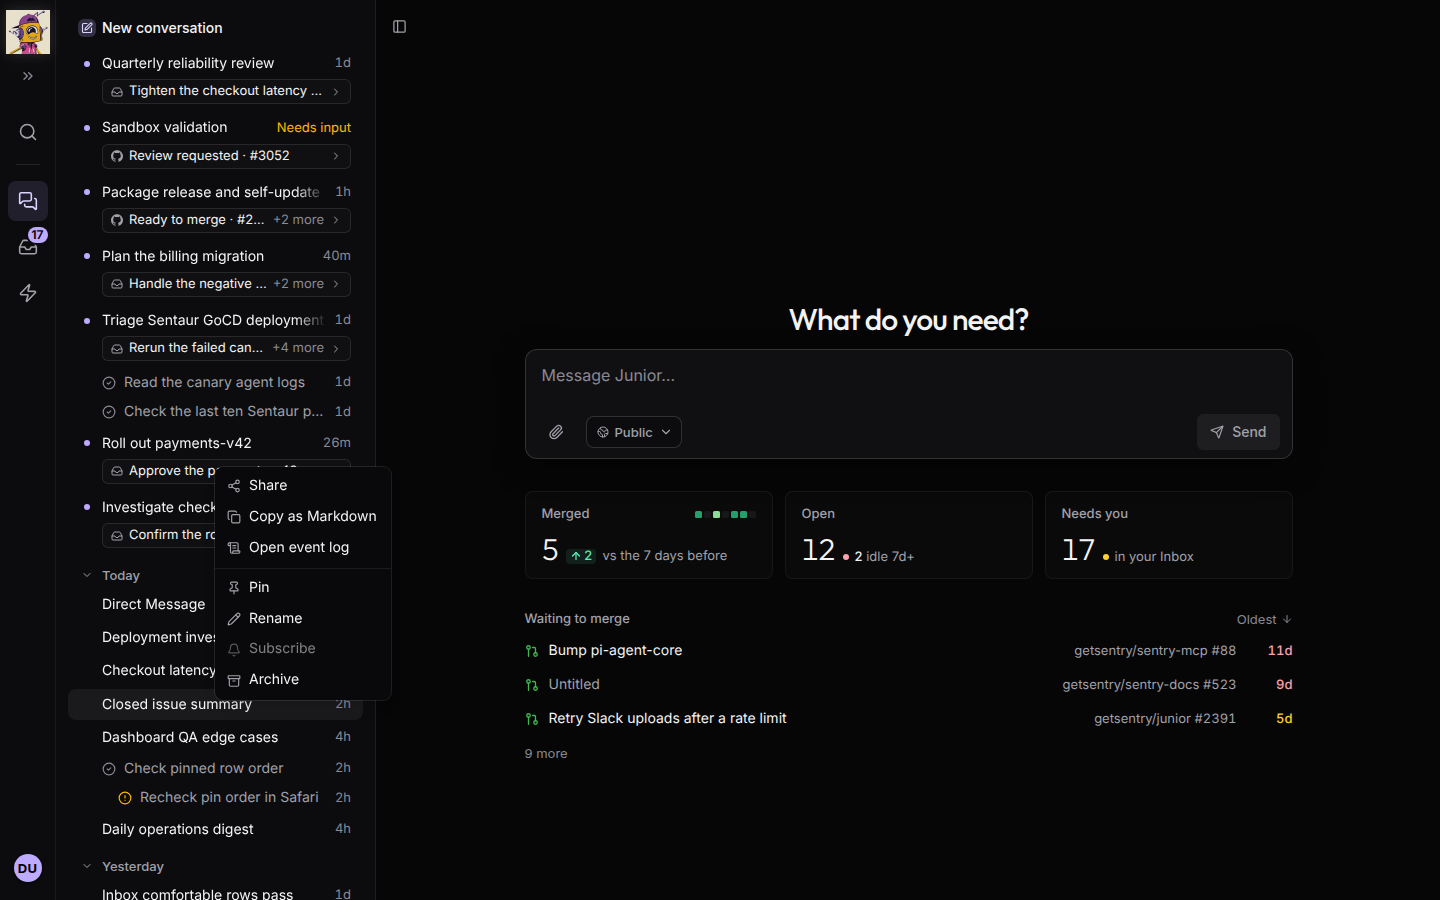 New conversation
Quarterly reliability review 1d
Tighten the checkout latency ...
Sandbox validation Needs input
Review requested · #3052
Package release and self-update 1h
Ready to merge · #2... +2 more
Plan the billing migration 40m
Handle the negative ... +2 more
Triage Sentaur GoCD deployment 1d
Rerun the failed can... +4 more
Read the canary agent logs 1d
Check the last ten Sentaur p... 1d
Roll out payments-v42 26m
Approve the
Investigate
Confirm the
Today
Direct Message
Deployment
Checkout latency
Closed issue summary 2h
Dashboard QA edge cases 4h
Check pinned row order 2h
Recheck pin order in Safari 2h
Daily operations digest 4h
Yesterday
Inbox comfortable rows pass 1d
17
DU
Share
Copy as Markdown
Open event log
Pin
Rename
Subscribe
Archive
What do you need?
Message Junior...
Public
Send
Merged
5 2 vs the 7 days before
Open
12 2 idle 7d+
Needs you
17 in your Inbox
Waiting to merge Oldest
Bump pi-agent-core getsentry/sentry-mcp #88 11d
Untitled getsentry/sentry-docs #523 9d
Retry Slack uploads after a rate limit getsentry/junior #2391 5d
9 more